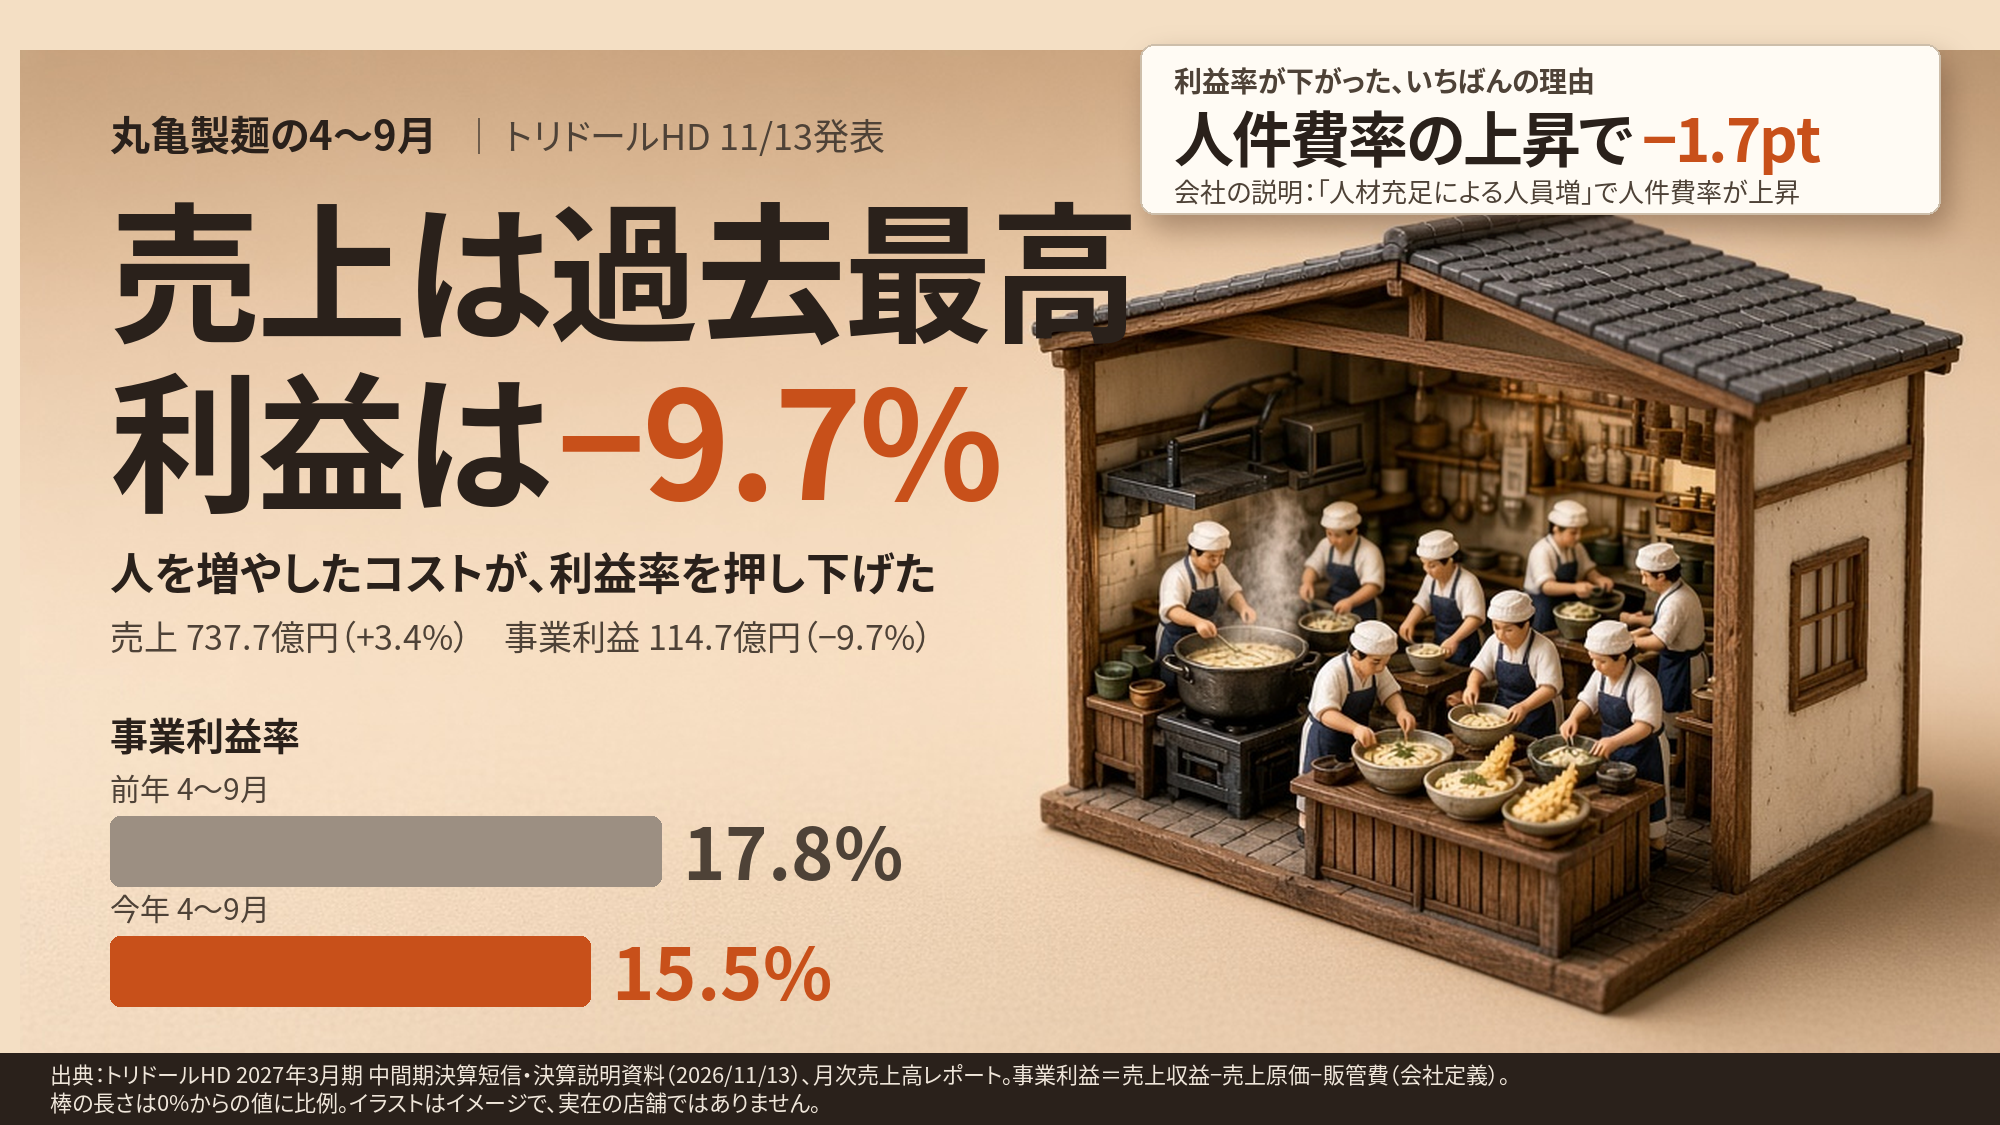 丸亀製麺の4〜9月 ｜トリドールHD 11/13発表
売上は過去最高
利益は−9.7%
人を増やしたコストが、利益率を押し下げた
売上 737.7億円（+3.4%）　事業利益 114.7億円（−9.7%）
事業利益率
前年 4〜9月
17.8%
今年 4〜9月
15.5%
利益率が下がった、いちばんの理由
人件費率の上昇で −1.7pt
会社の説明：「人材充足による人員増」で人件費率が上昇
出典：トリドールHD 2027年3月期 中間期決算短信・決算説明資料（2026/11/13）、月次売上高レポート。事業利益＝売上収益−売上原価−販管費（会社定義）。
棒の長さは0%からの値に比例。イラストはイメージで、実在の店舗ではありません。